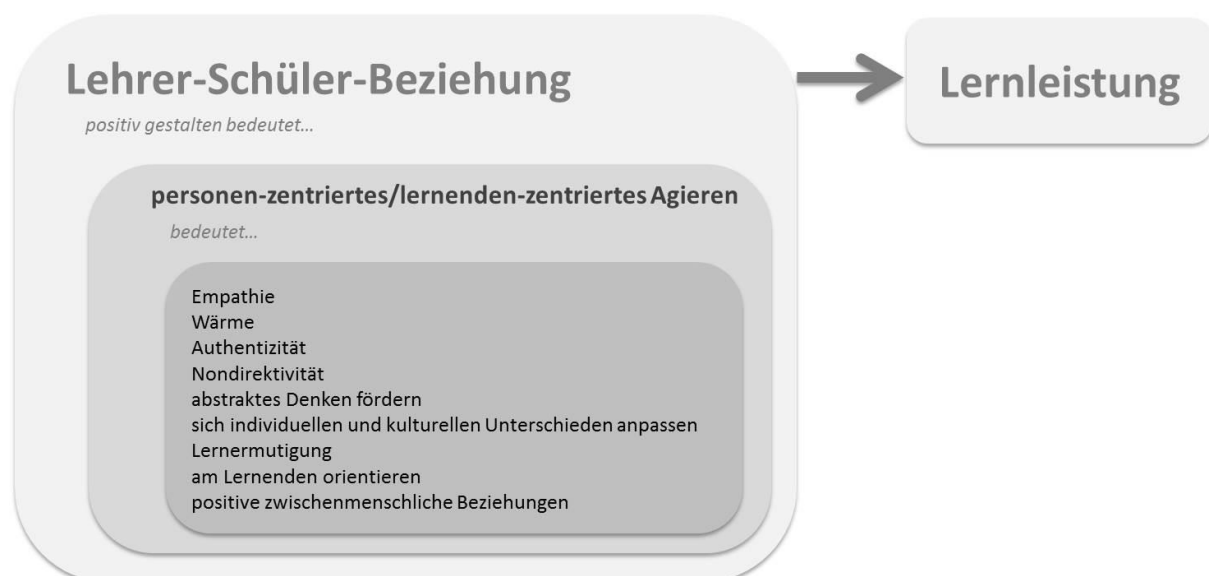 Lehrer-Schüler-Beziehung
positiv gestalten bedeutet...
personen-zentriertes/lernenden-zentriertes Agieren
bedeutet...
Empathie
Wärme
Authentizität
Nondirektivität
abstraktes Denken fördern
sich individuellen und kulturellen Unterschieden anpassen
Lernermutigung
am Lernenden orientieren
positive zwischenmenschliche Beziehungen
Lernleistung